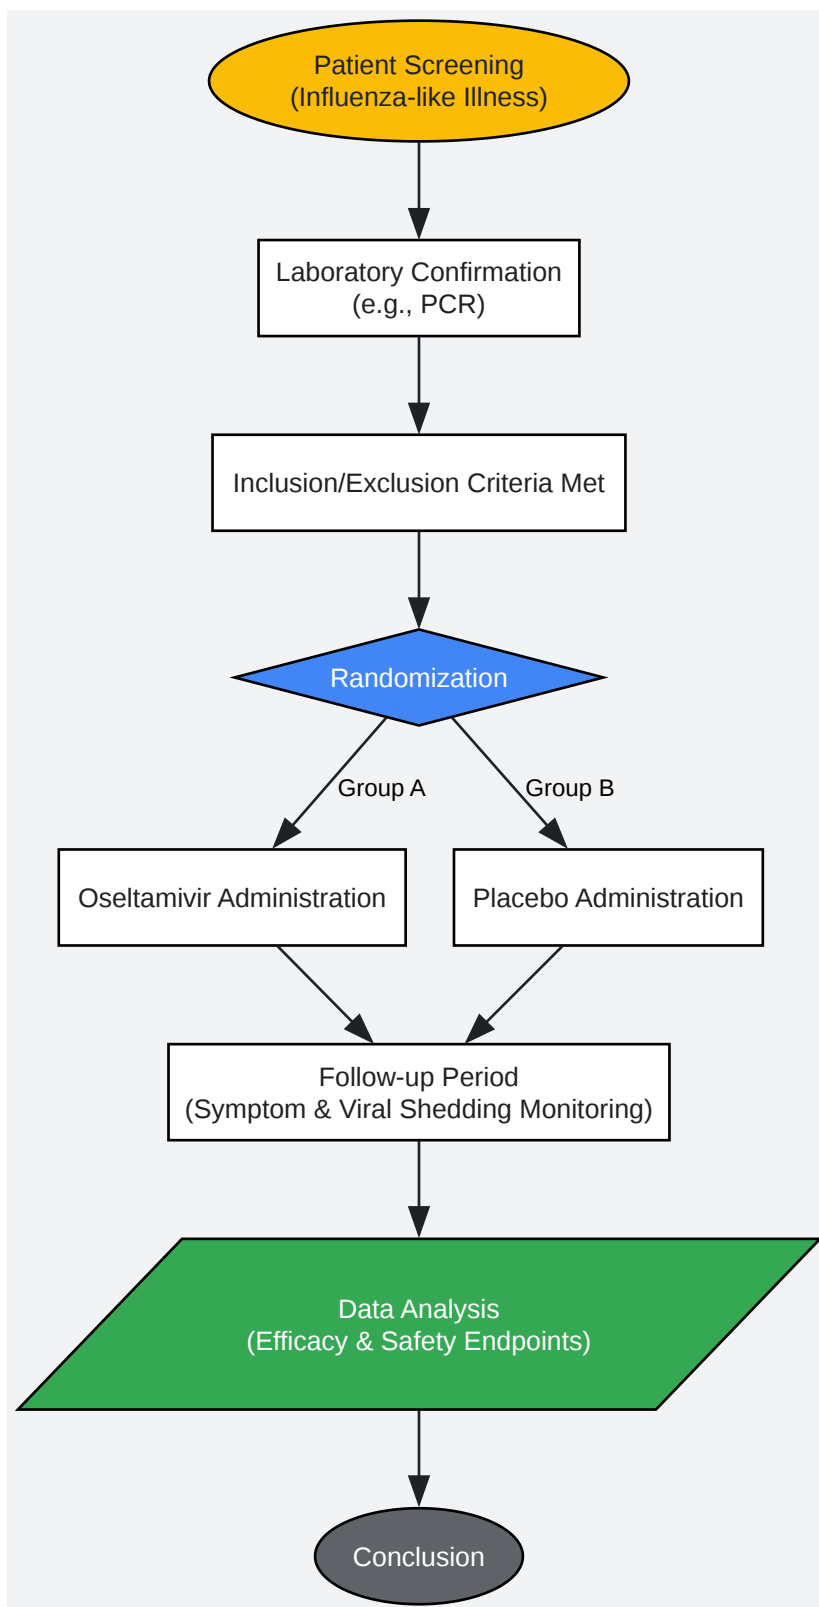 Patient Screening
(Influenza-like Illness)
Laboratory Confirmation
(e.g., PCR)
Inclusion/Exclusion Criteria Met
Randomization
Group A
Group B
Oseltamivir Administration
Placebo Administration
Follow-up Period
(Symptom & Viral Shedding Monitoring)
Data Analysis
(Efficacy & Safety Endpoints)
Conclusion